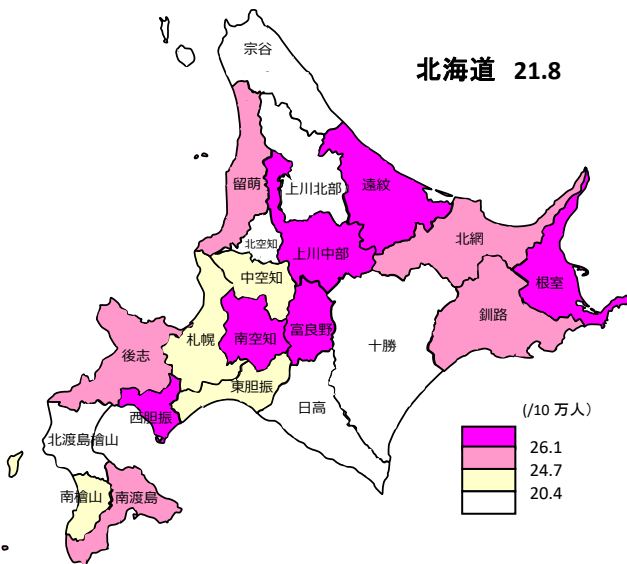 宗谷
北海道 21.8
留萌
上川北部
遠紋
北空知
上川中部
北網
中空知
根室
札幌
南空知
富良野
釧路
後志
十勝
東胆振
西胆振
日高
北渡島檜山
南檜山
南渡島
(/10 万人)
26.1
24.7
20.4